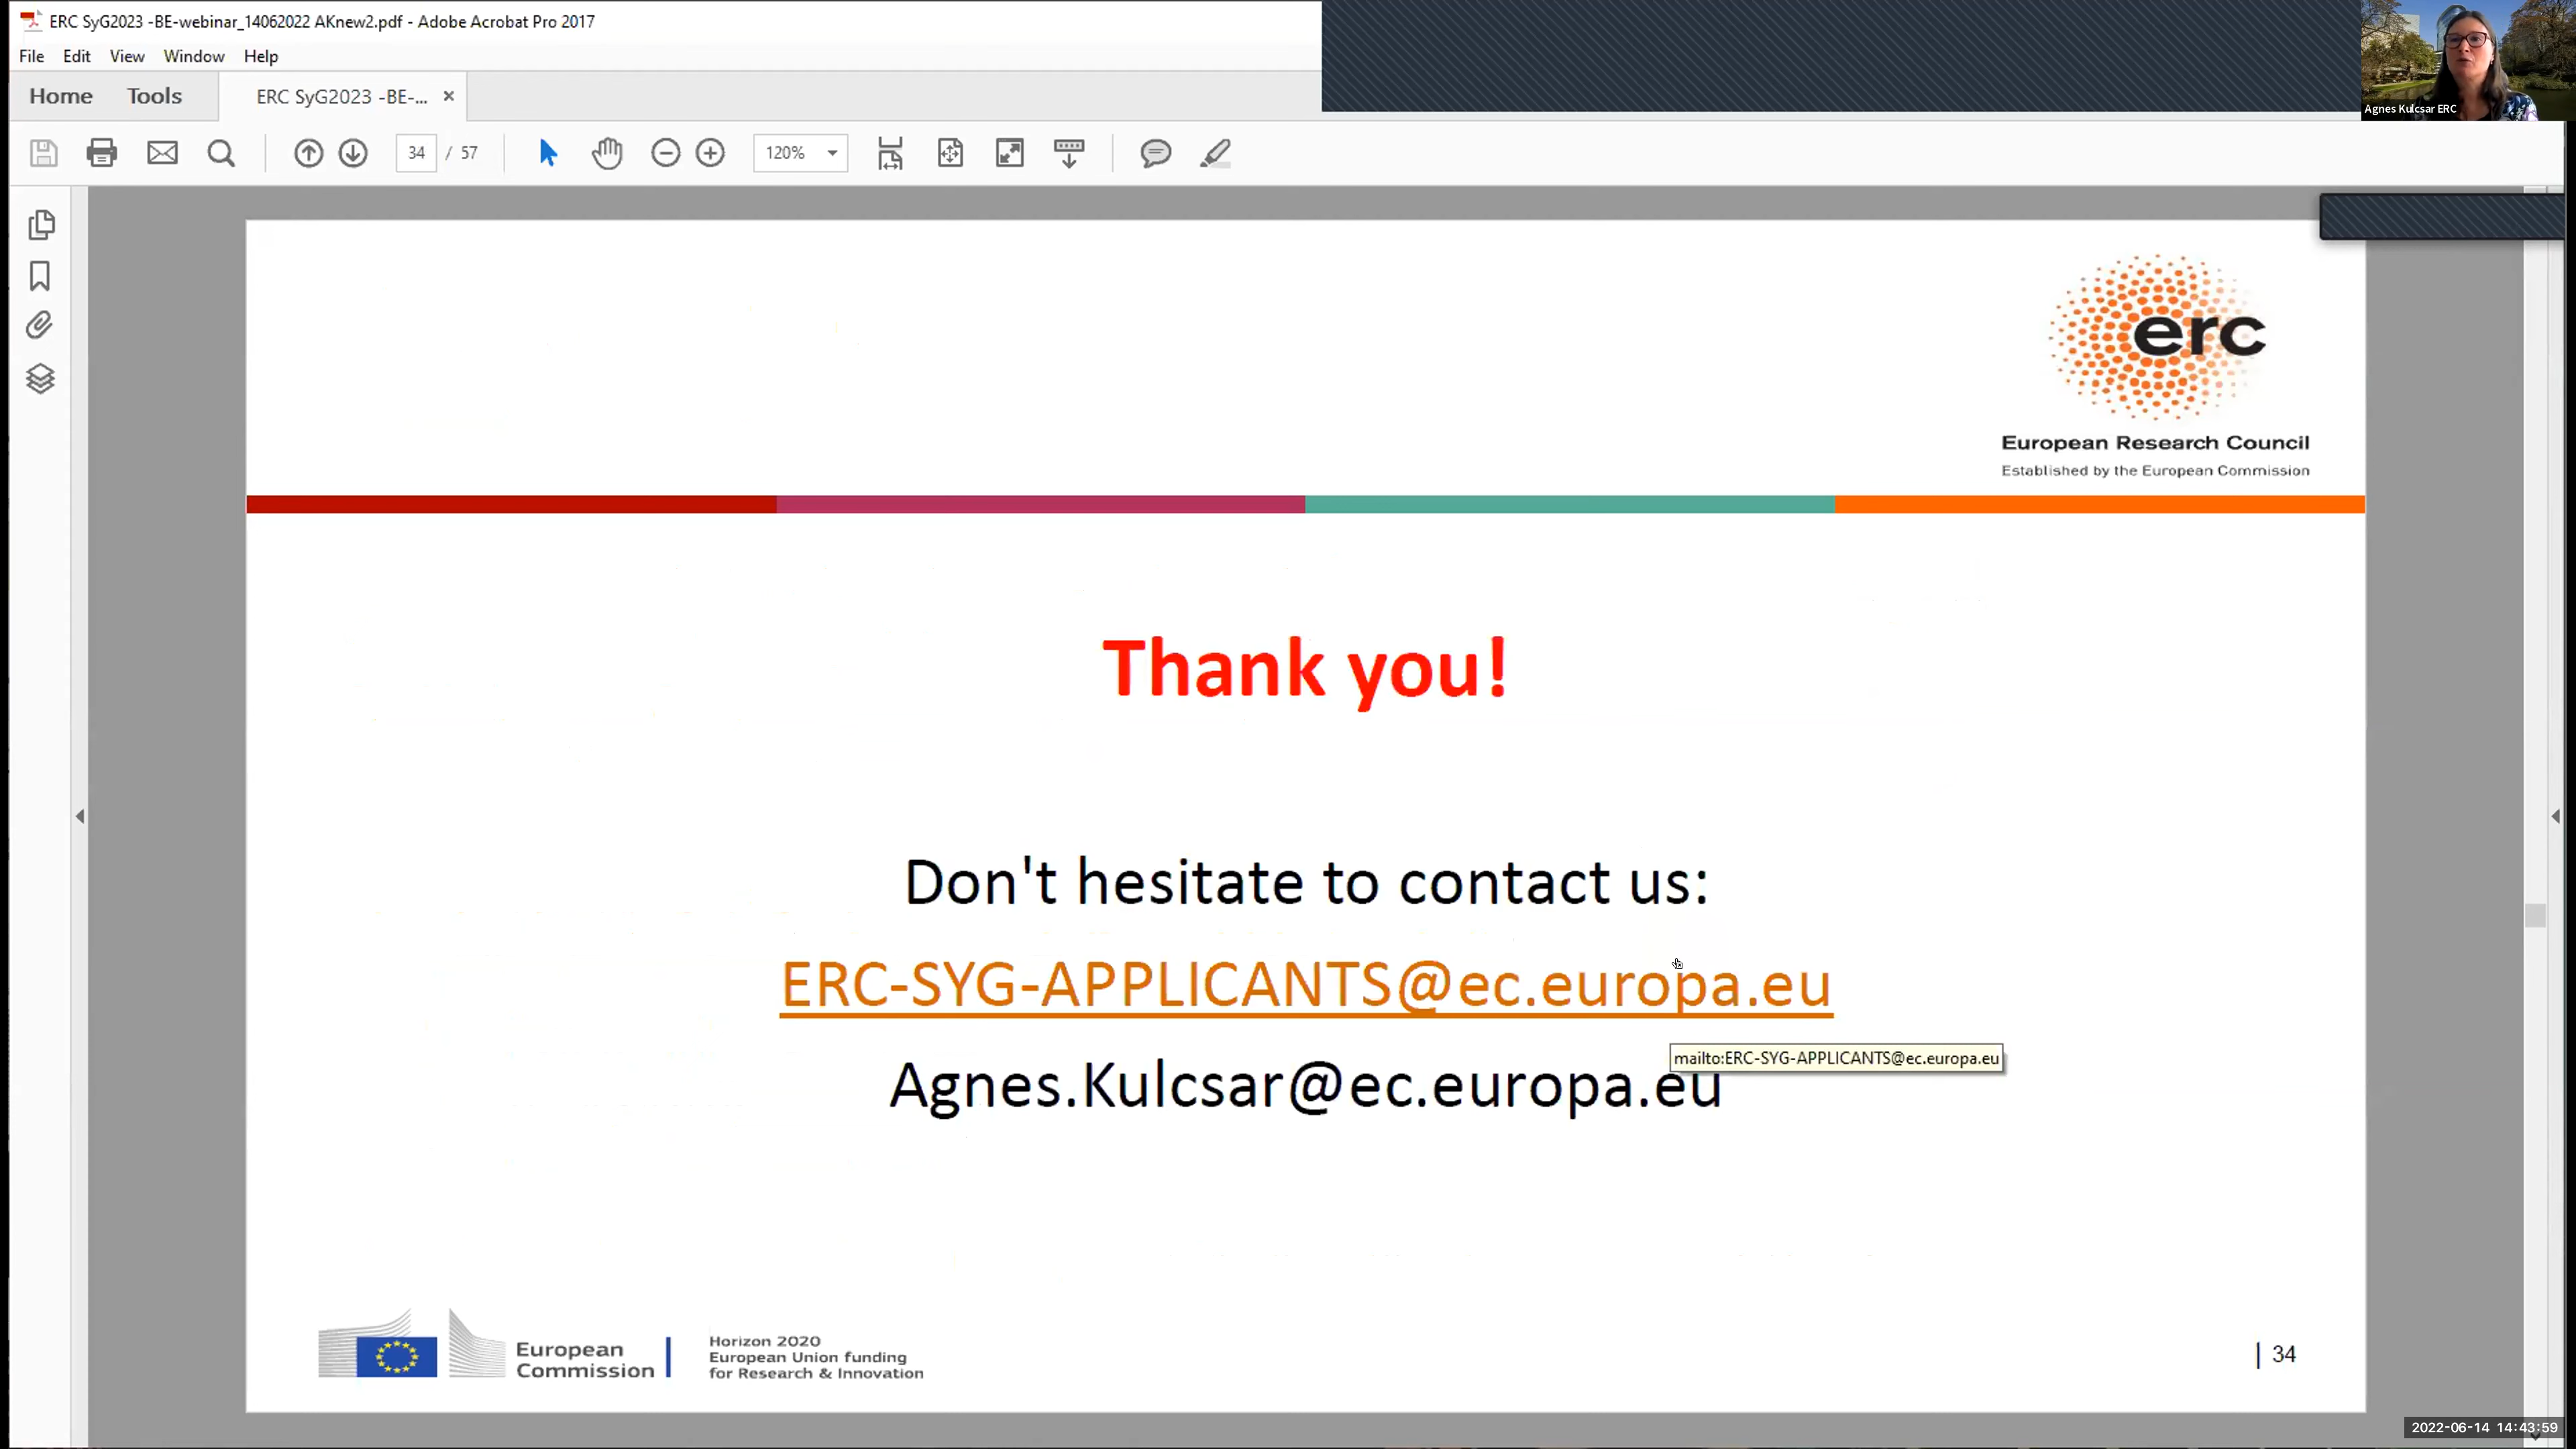 ERC SyG2023 -BE-webinar_14062022 AKnew2.pdf - Adobe Acrobat Pro 2017
File Edit View Window Help
Home Tools ERC SyG2023 -BE-... ×
34 / 57 120%
Agnes Kulcsar ERC
erc
European Research Council
Established by the European Commission
Thank you!
Don't hesitate to contact us:
ERC-SYG-APPLICANTS@ec.europa.eu
mailto:ERC-SYG-APPLICANTS@ec.europa.eu
Agnes.Kulcsar@ec.europa.eu
European
Commission
Horizon 2020
European Union funding
for Research & Innovation
| 34
2022-06-14 14:43:59